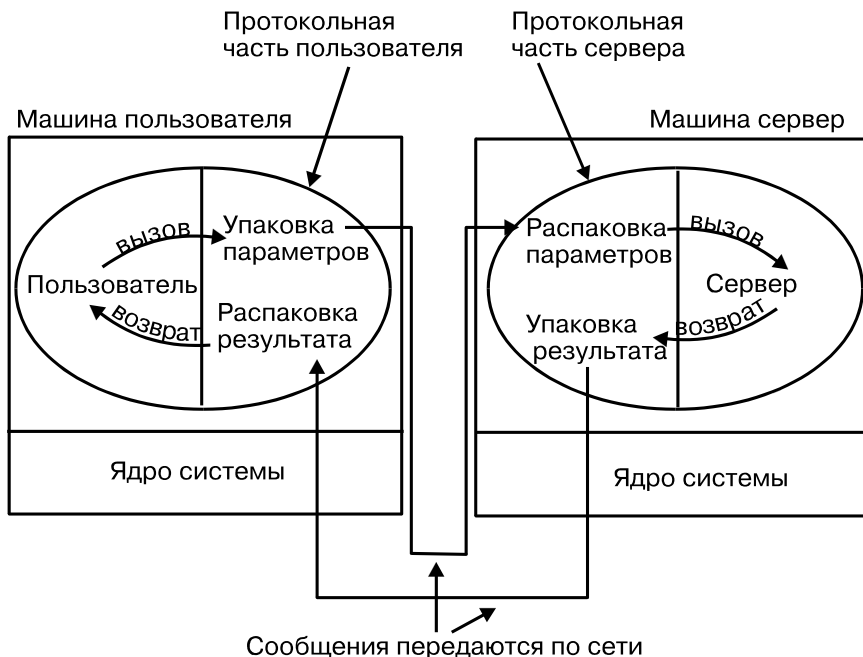 Протокольная
часть пользователя
Протокольная
часть сервера
Машина пользователя
Машина сервер
вызов
Упаковка
параметров
Пользователь
возврат
Распаковка
результата
Распаковка
параметров
вызов
Сервер
возврат
Упаковка
результата
Ядро системы
Ядро системы
Сообщения передаются по сети